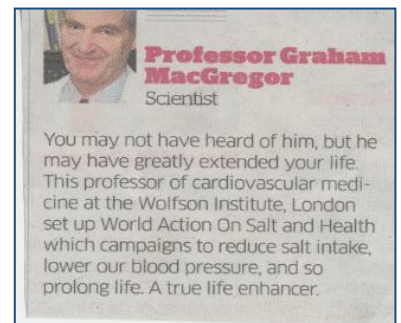 Professor Graham
MacGregor
Scientist
You may not have heard of him, but he
may have greatly extended your life.
This professor of cardiovascular medi-
cine at the Wolfson Institute, London
set up World Action On Salt and Health
which campaigns to reduce salt intake,
lower our blood pressure, and so
prolong life. A true life enhancer.